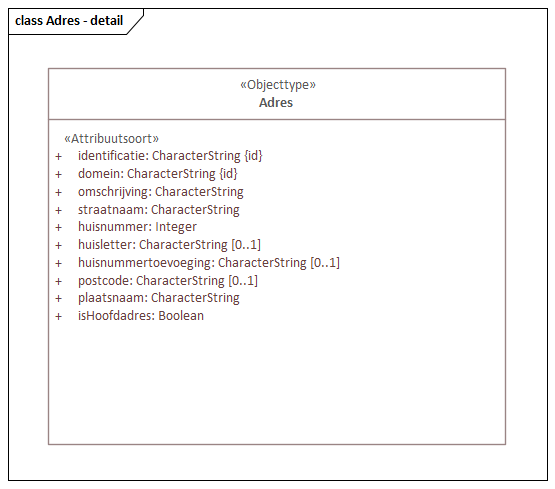 class Adres - detail
«Objecttype»
Adres
«Attribuutsoort»
+ identificatie: CharacterString {id}
+ domein: CharacterString {id}
+ omschrijving: CharacterString
+ straatnaam: CharacterString
+ huisnummer: Integer
+ huisletter: CharacterString [0..1]
+ huisnummertoevoeging: CharacterString [0..1]
+ postcode: CharacterString [0..1]
+ plaatsnaam: CharacterString
+ isHoofdadres: Boolean